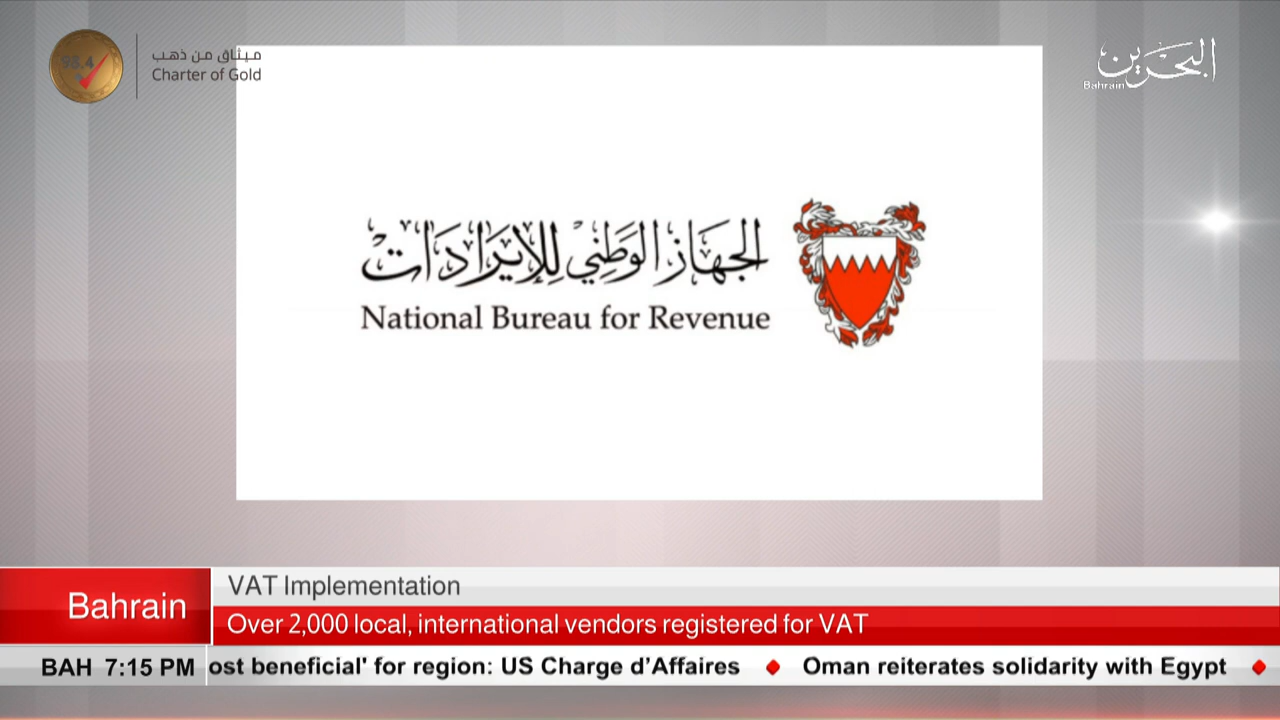 98.4
ميثاق من ذهب
Charter of Gold
البحرين
Bahrain
الجهاز الوطني للإيرادات
National Bureau for Revenue
Bahrain
VAT Implementation
Over 2,000 local, international vendors registered for VAT
BAH 7:15 PM
ost beneficial' for region: US Charge d’Affaires ♦ Oman reiterates solidarity with Egypt ♦